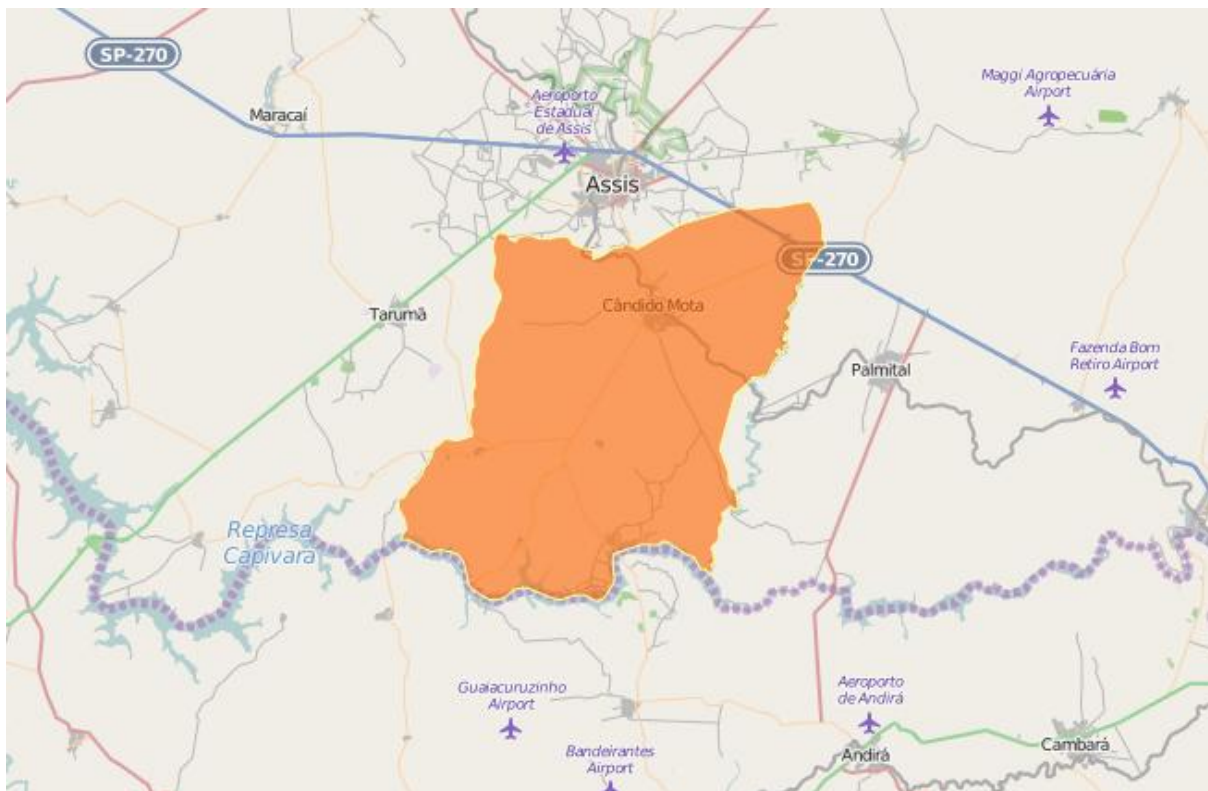 SP-270
Maggi Agropecuária
Airport
Maracaí
Aeroporto
Estadual
de Assis
Assis
SP-270
Cândido Mota
Tarumã
Palmital
Fazenda Bom
Retiro Airport
Represa
Capivara
Guaiacuruzinho
Airport
Aeroporto
de Andirá
Bandeirantes
Airport
Andirá
Cambará